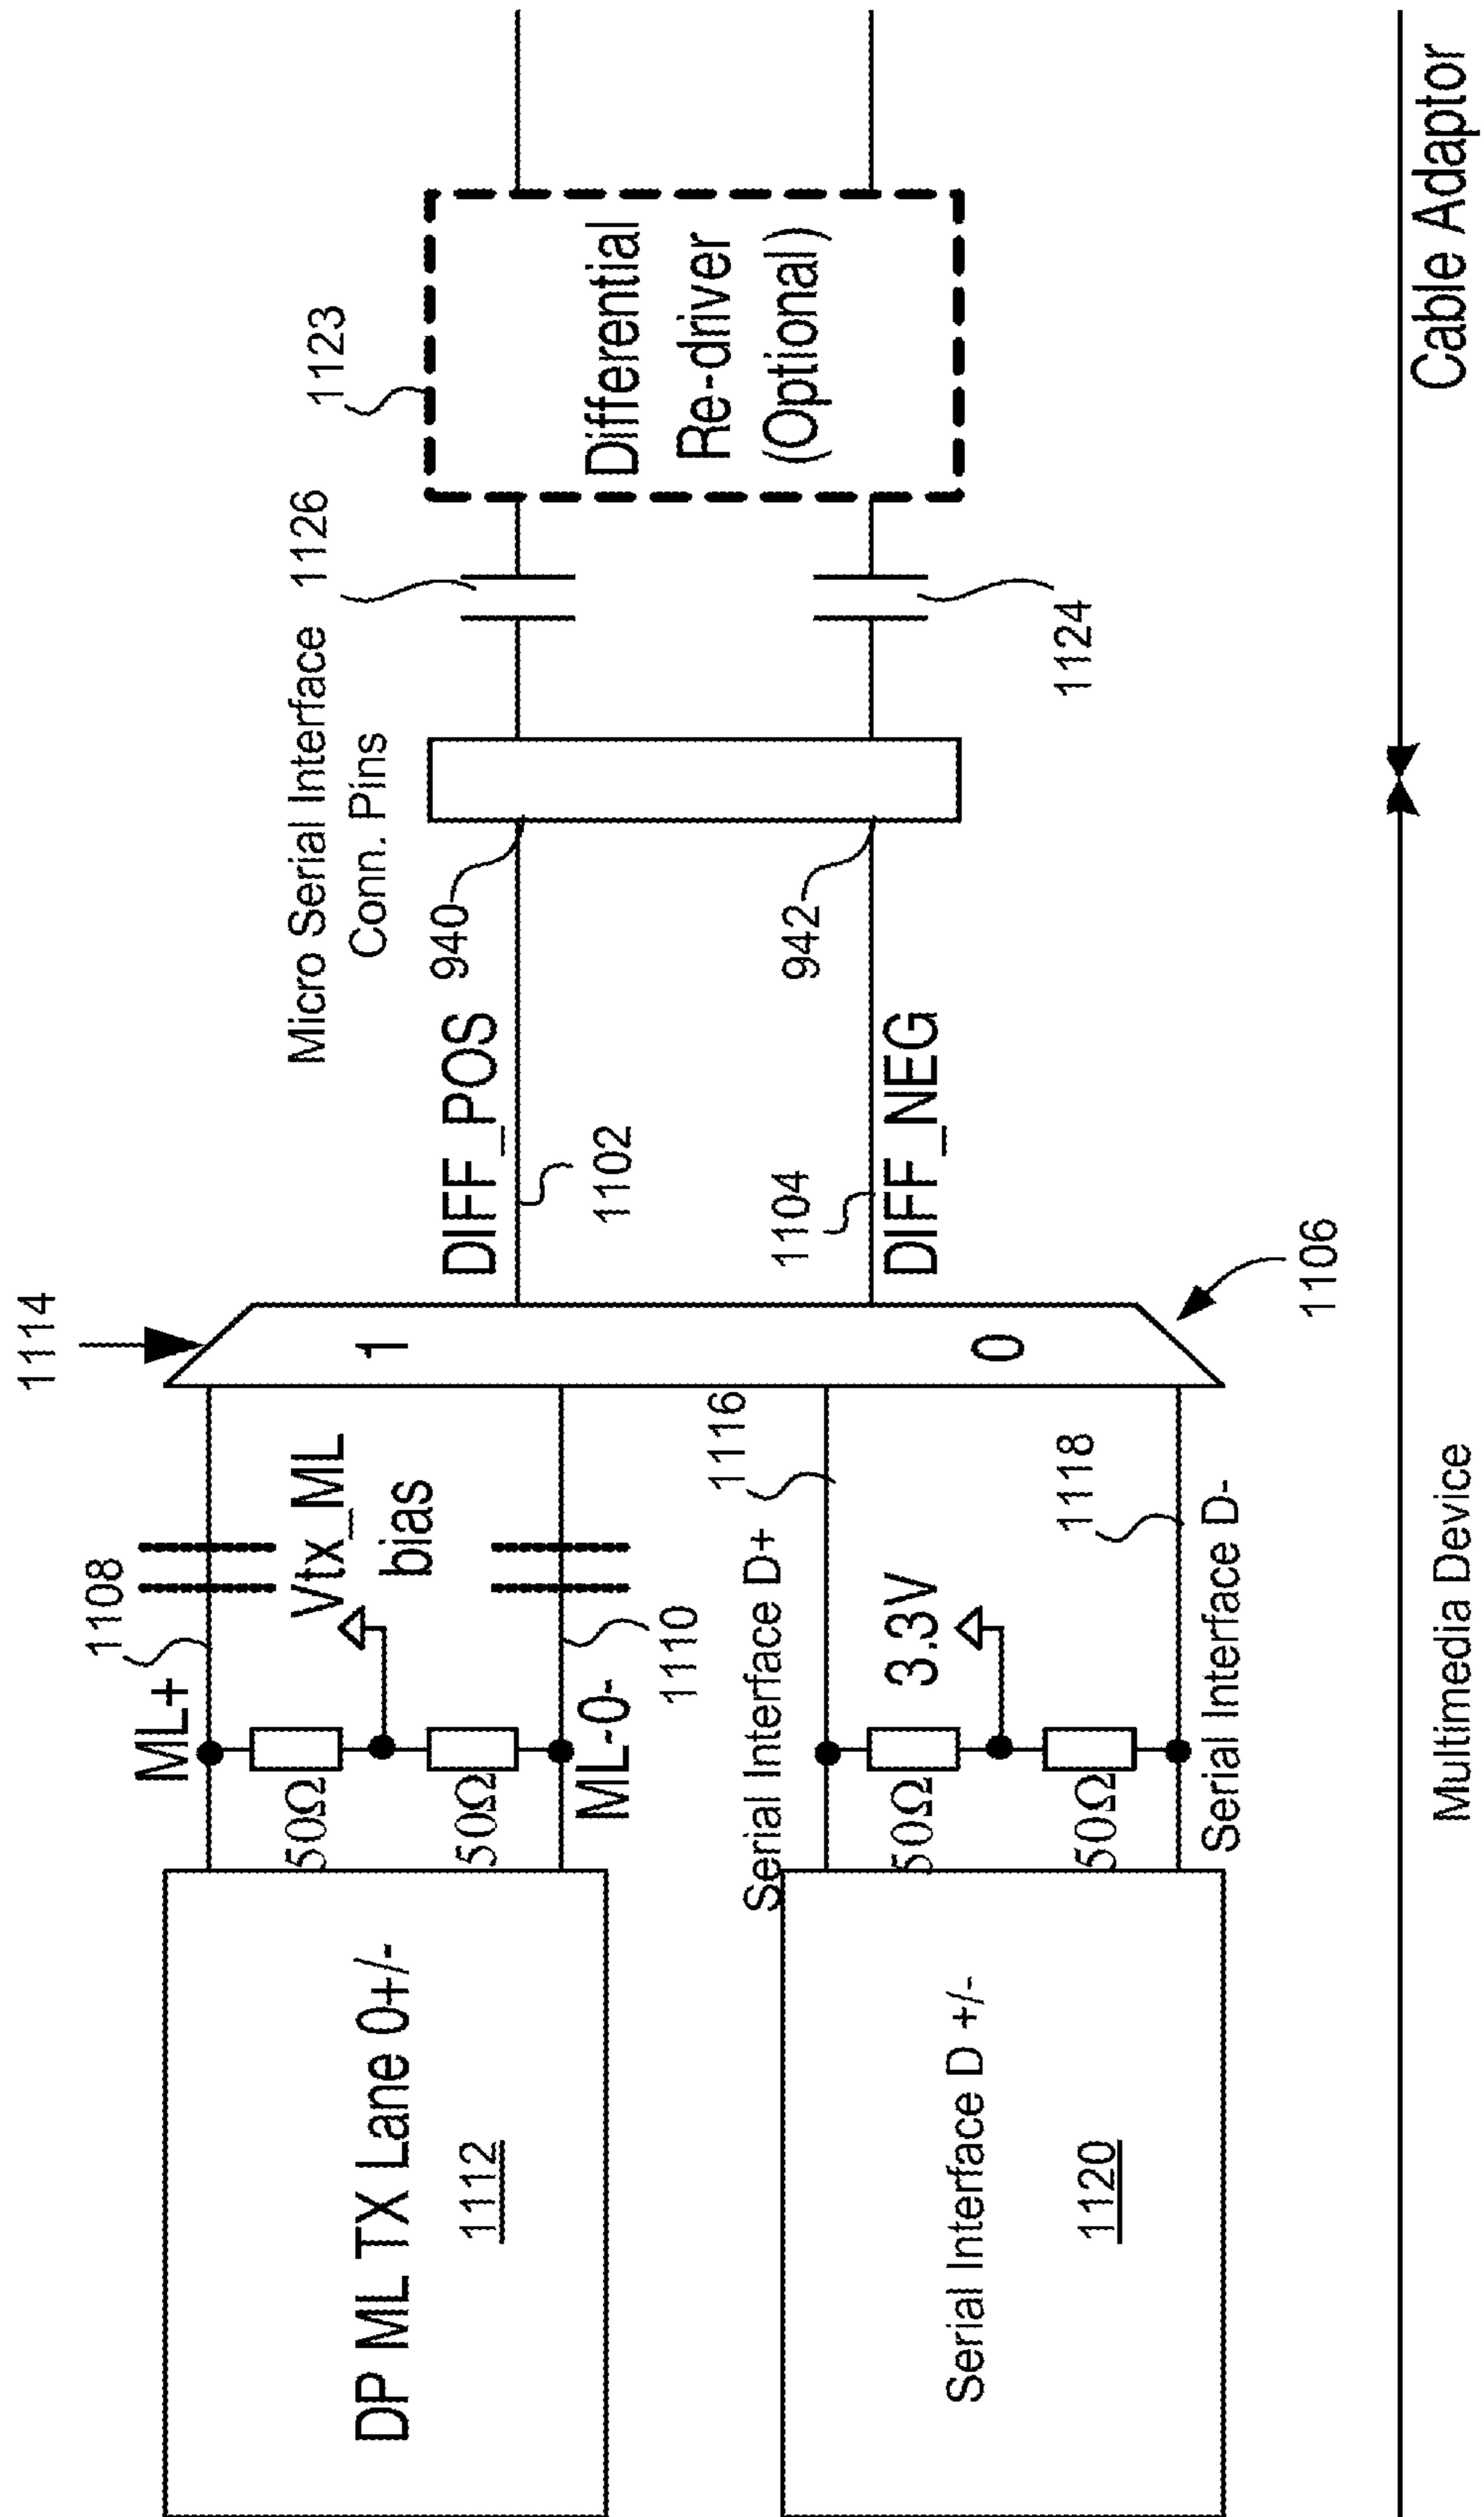 1114
1108
ML+
Vtx_ML
bias
50Ω
50Ω
ML-0-
1110
DP ML TX Lane 0+/-
1112
1
0
1106
Serial Interface D+
1116
3.3V
50Ω
50Ω
1118
Serial Interface D-
Serial Interface D +/-
1120
DIFF_POS
1102
1104
DIFF_NEG
940
942
Micro Serial Interface
Conn. Pins
1126
1124
1123
Differential
Re-driver
(Optional)
Multimedia Device
Cable Adaptor